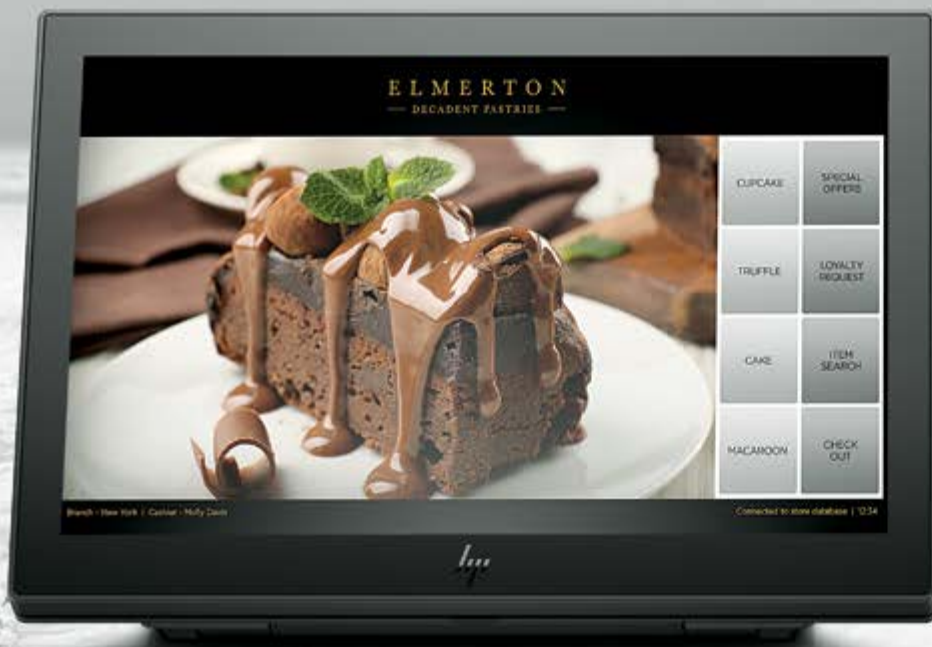 ELMERTON
DECADENT PASTRIES
CUPCAKE
SPECIAL
OFFERS
TRUFFLE
LOYALTY
REQUEST
CAKE
ITEM
SEARCH
MACAROON
CHECK
OUT
Branch - New York | Cashier - Molly Davis
Connected to store database | 12:34
hp